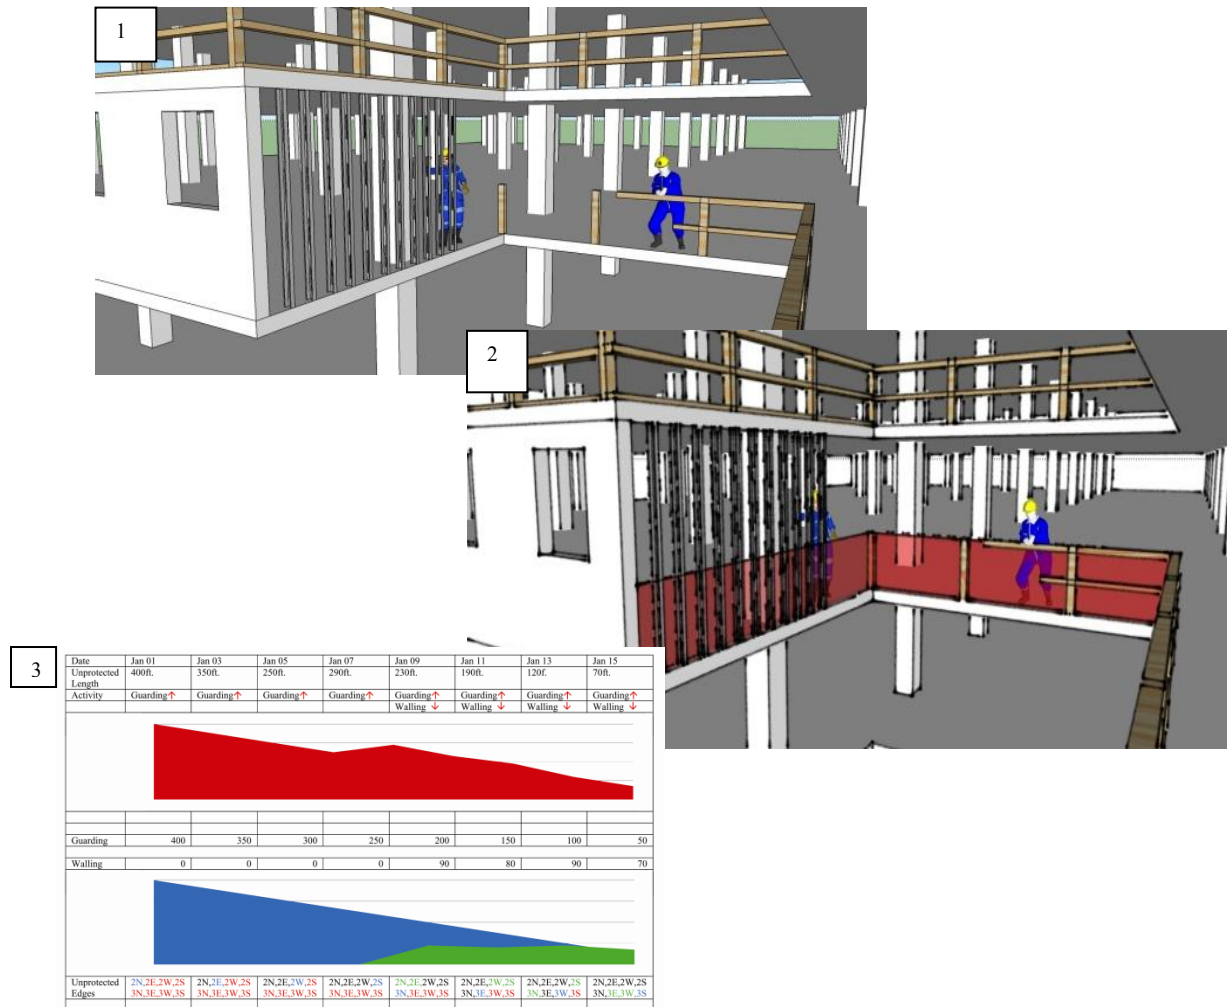 1
2
3
Date Jan 01 Jan 03 Jan 05 Jan 07 Jan 09 Jan 11 Jan 13 Jan 15
Unprotected 400ft. 350ft. 250ft. 290ft. 230ft. 190ft. 120f. 70ft.
Length
Activity Guarding↑ Guarding↑ Guarding↑ Guarding↑ Guarding↑ Guarding↑ Guarding↑ Guarding↑
Walling ↓ Walling ↓ Walling ↓ Walling ↓
Guarding 400 350 300 250 200 150 100 50
Walling 0 0 0 0 90 80 90 70
Unprotected 2N,2E,2W,2S 2N,2E,2W,2S 2N,2E,2W,2S 2N,2E,2W,2S 2N,2E,2W,2S 2N,2E,2W,2S 2N,2E,2W,2S 2N,2E,2W,2S
Edges 3N,3E,3W,3S 3N,3E,3W,3S 3N,3E,3W,3S 3N,3E,3W,3S 3N,3E,3W,3S 3N,3E,3W,3S 3N,3E,3W,3S 3N,3E,3W,3S